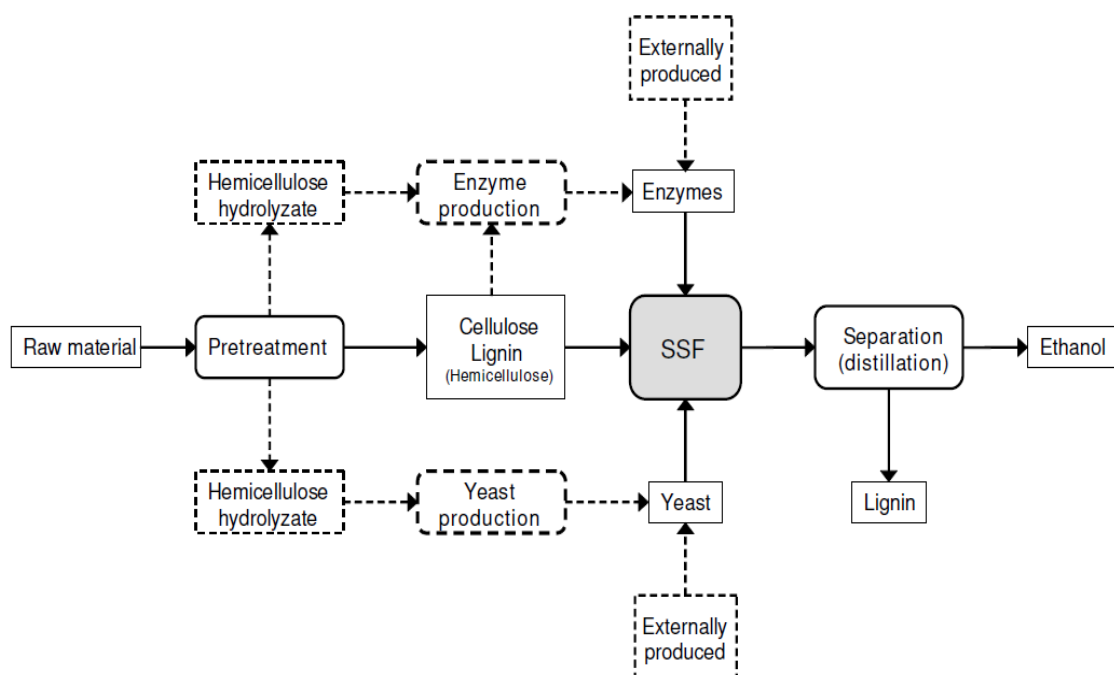 Externally
produced
Hemicellulose
hydrolyzate
Enzyme
production
Enzymes
Raw material
Pretreatment
Cellulose
Lignin
(Hemicellulose)
SSF
Separation
(distillation)
Ethanol
Hemicellulose
hydrolyzate
Yeast
production
Yeast
Lignin
Externally
produced